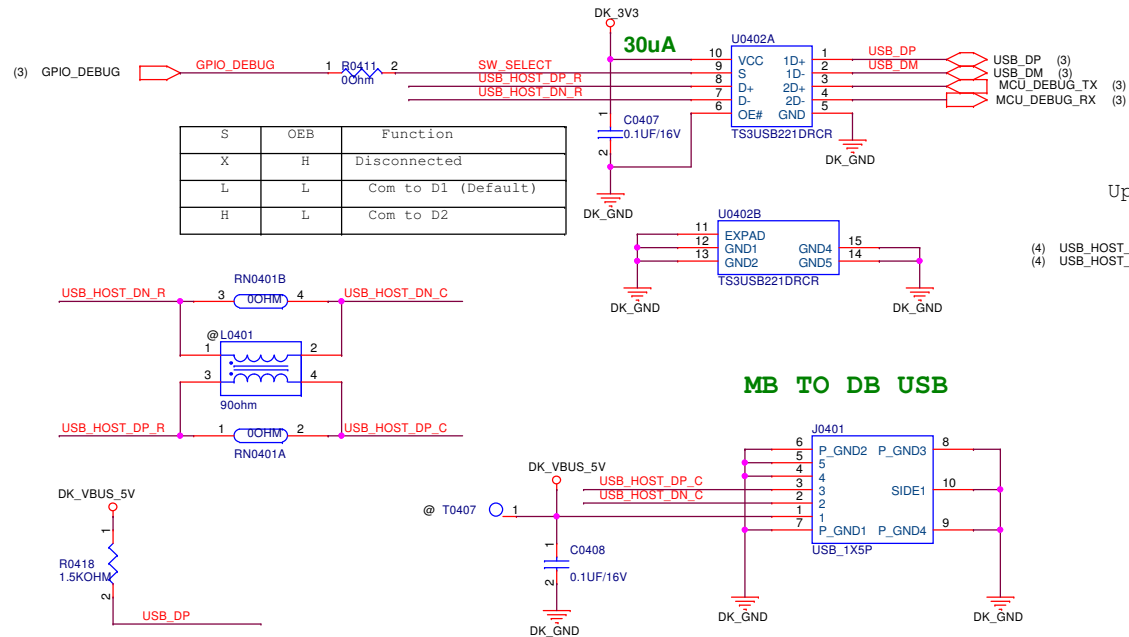 DK_3V3
30uA
U0402A
(3) GPIO_DEBUG GPIO_DEBUG 1 R0411 2 SW_SELECT
0Ohm
USB_HOST_DP_R
USB_HOST_DN_R
10 VCC 1D+ 1 USB_DP USB_DP (3)
9 S 1D- 2 USB_DM USB_DM (3)
8 D+ 2D+ 3 MCU_DEBUG_TX (3)
7 D- 2D- 4 MCU_DEBUG_RX (3)
6 OE# GND 5
TS3USB221DRCR
DK_GND
1 C0407
0.1UF/16V
2
DK_GND
S OEB Function
X H Disconnected
L L Com to D1 (Default)
H L Com to D2
Up
U0402B
11 EXPAD
12 GND1 GND4 15
13 GND2 GND5 14
TS3USB221DRCR
DK_GND
DK_GND
(4) USB_HOST_
(4) USB_HOST_
RN0401B
USB_HOST_DN_R 3 0OHM 4 USB_HOST_DN_C
@ L0401
1 2
3 4
90ohm
USB_HOST_DP_R 1 0OHM 2 USB_HOST_DP_C
RN0401A
MB TO DB USB
J0401
6 P_GND2 P_GND3 8
5 5
4 4
USB_HOST_DP_C 3 3 SIDE1 10
USB_HOST_DN_C 2 2
1 1
7 P_GND1 P_GND4 9
USB_1X5P
DK_GND
DK_GND
DK_VBUS_5V
@ T0407 1
1 C0408
2 0.1UF/16V
DK_GND
DK_VBUS_5V
1
R0418
1.5KOHM
2
USB_DP